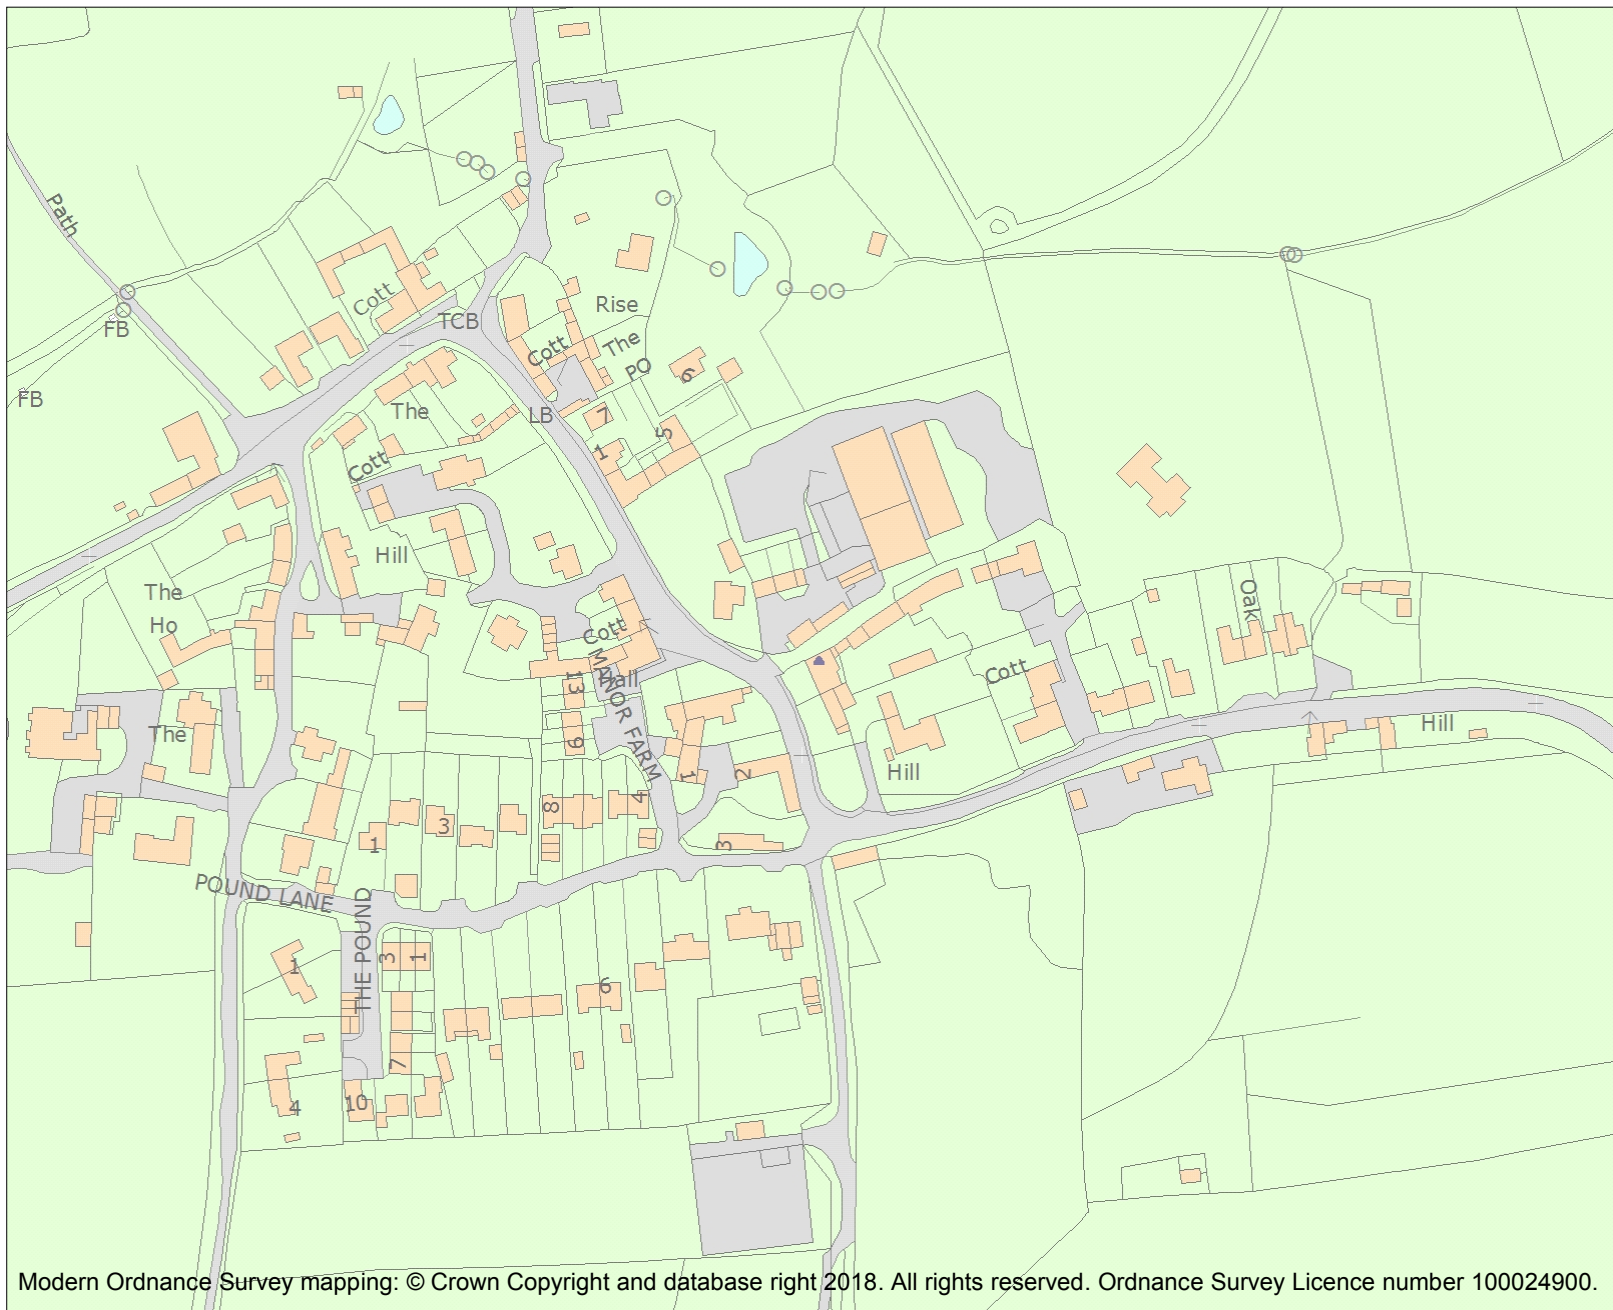 Path
Cott
TCB
FB
FB
Rise
Cott
The
PO
6
The
LB
7
5
1
Cott
Hill
The
Ho
Oak
Cott
Hall
MANOR FARM
13
9
Cott
The
Hill
Hill
1
2
8
4
3
1
3
POUND LANE
THE POUND
3
1
1
6
7
10
4
Modern Ordnance Survey mapping: © Crown Copyright and database right 2018. All rights reserved. Ordnance Survey Licence number 100024900.